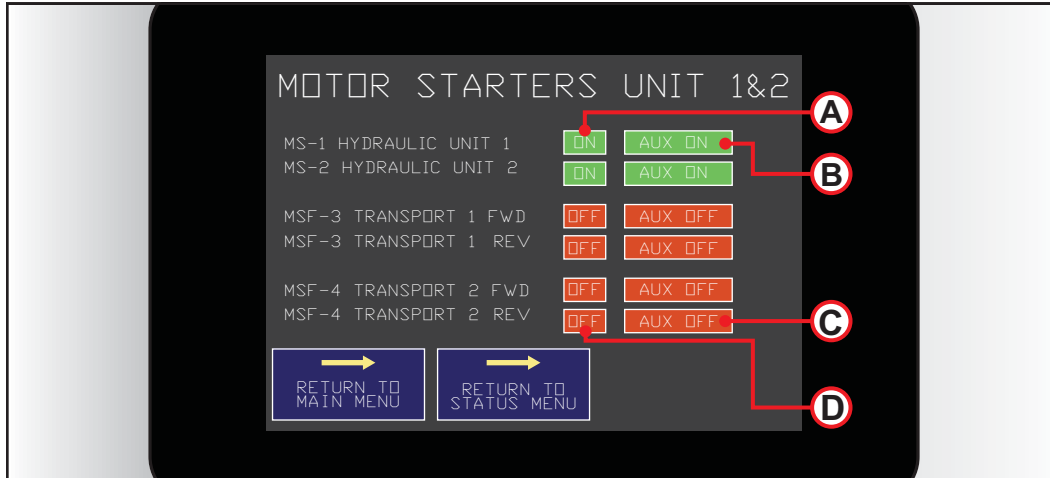 MOTOR STARTERS UNIT 1&2
MS-1 HYDRAULIC UNIT 1 ON AUX ON
MS-2 HYDRAULIC UNIT 2 ON AUX ON
MSF-3 TRANSPORT 1 FWD OFF AUX OFF
MSF-3 TRANSPORT 1 REV OFF AUX OFF
MSF-4 TRANSPORT 2 FWD OFF AUX OFF
MSF-4 TRANSPORT 2 REV OFF AUX OFF
RETURN TO
MAIN MENU
RETURN TO
STATUS MENU
A
B
C
D